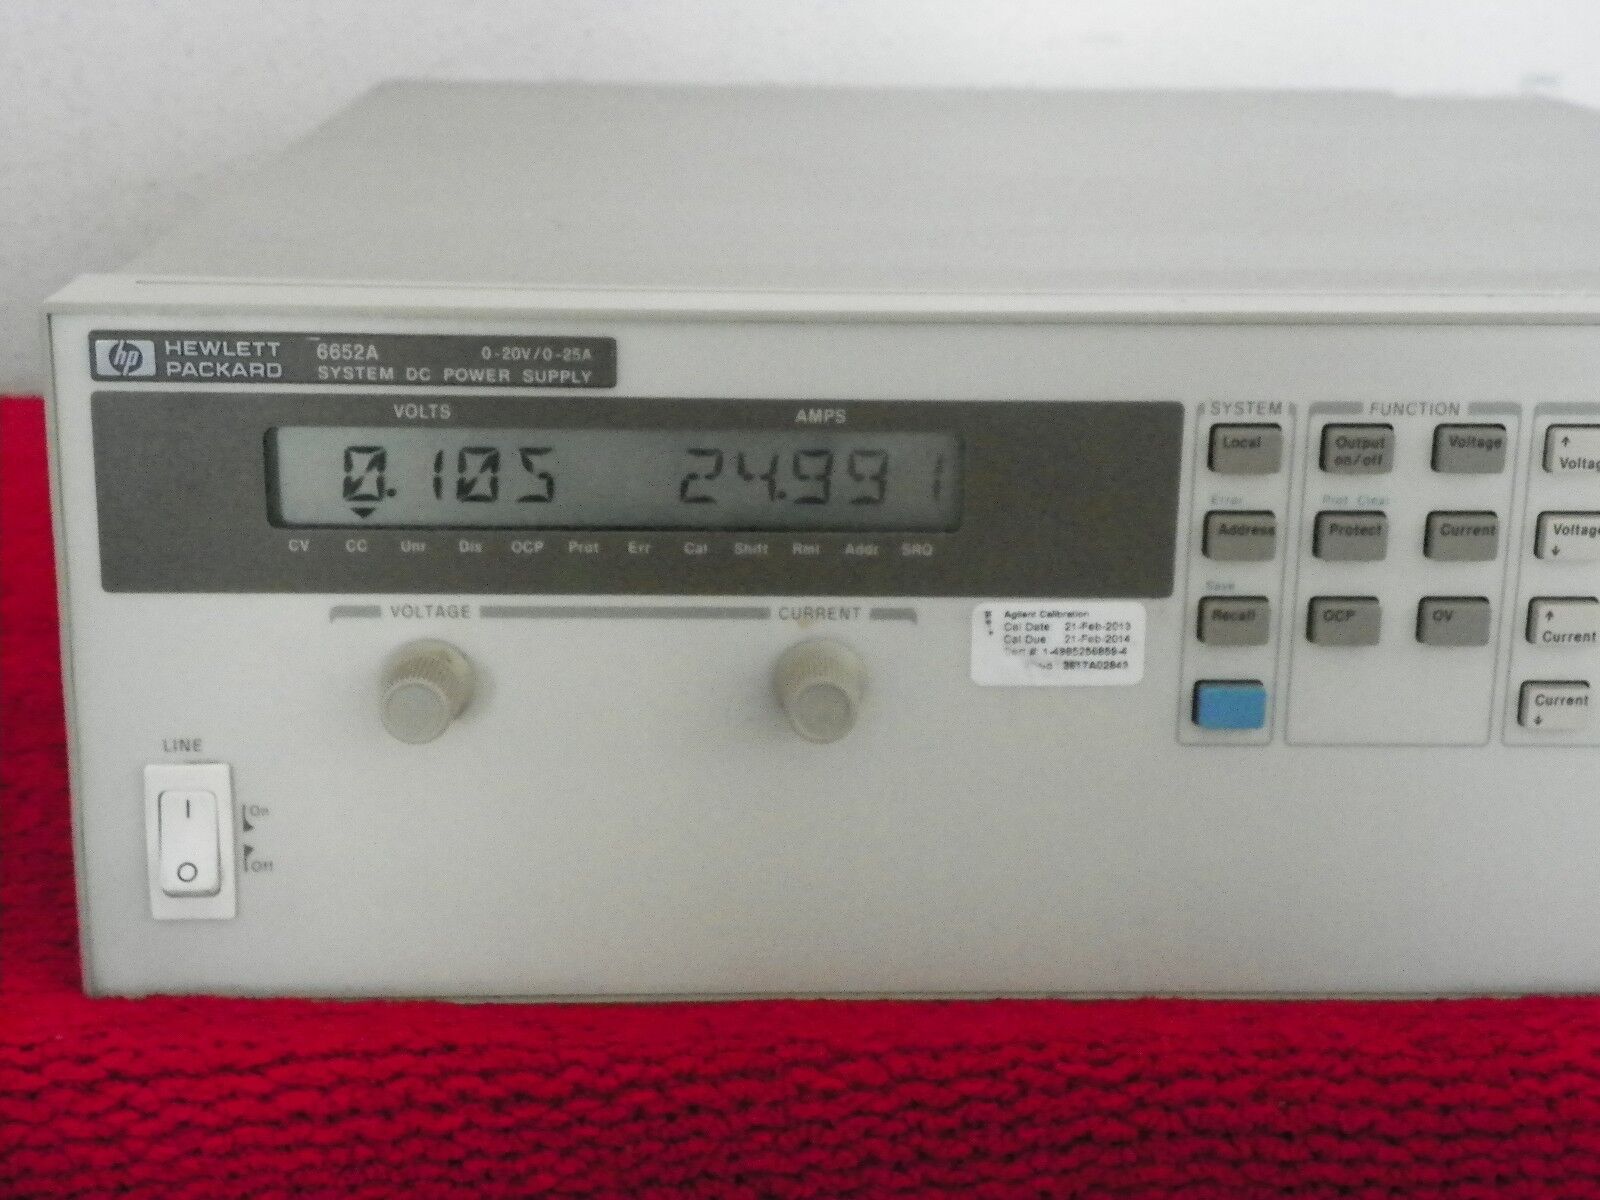 hp HEWLETT PACKARD
6652A 0-20V/0-25A
SYSTEM DC POWER SUPPLY
VOLTS AMPS
0.105 24.991
CV CC Unr Dis OCP Prot Err Cal Shift Rmt Addr SRQ
VOLTAGE CURRENT
Agilent Calibration
Cal Date: 21-Feb-2013
Cal Due: 21-Feb-2014
LINE
On
Off
SYSTEM
Local
Error
Address
Save
Recall
FUNCTION
Output on/off
Voltage
Prot Clear
Protect
Current
OCP
OV
↑
Voltag
Voltage
↓
↑
Current
Current
↓